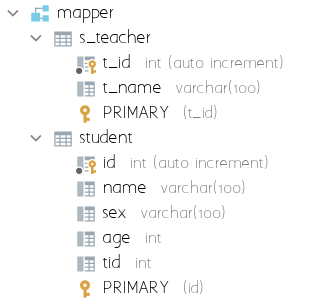 mapper
s_teacher
t_id int (auto increment)
t_name varchar(100)
PRIMARY (t_id)
student
id int (auto increment)
name varchar(100)
sex varchar(100)
age int
tid int
PRIMARY (id)